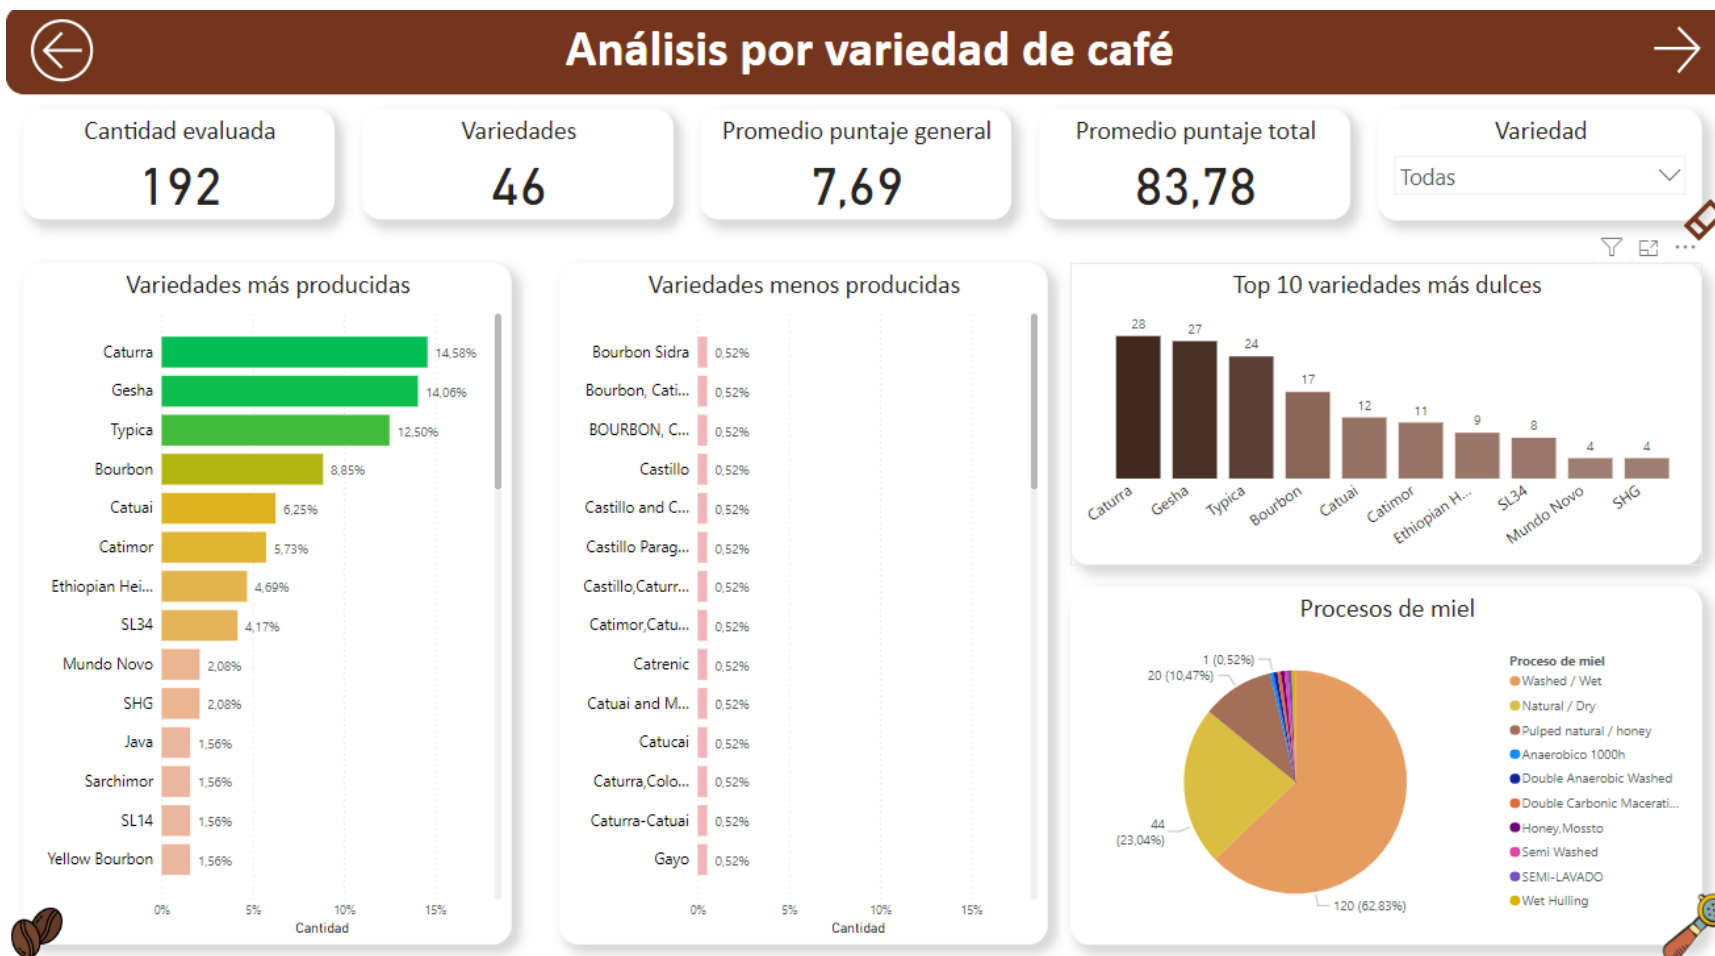 Análisis por variedad de café
Cantidad evaluada
192
Variedades
46
Promedio puntaje general
7,69
Promedio puntaje total
83,78
Variedad
Todas
Variedades más producidas
Caturra 14,58%
Gesha 14,06%
Typica 12,50%
Bourbon 8,85%
Catuai 6,25%
Catimor 5,73%
Ethiopian Hei... 4,69%
SL34 4,17%
Mundo Novo 2,08%
SHG 2,08%
Java 1,56%
Sarchimor 1,56%
SL14 1,56%
Yellow Bourbon 1,56%
0% 5% 10% 15%
Cantidad
Variedades menos producidas
Bourbon Sidra 0,52%
Bourbon, Cati... 0,52%
BOURBON, C... 0,52%
Castillo 0,52%
Castillo and C... 0,52%
Castillo Parag... 0,52%
Castillo,Caturr... 0,52%
Catimor,Catu... 0,52%
Catrenic 0,52%
Catuai and M... 0,52%
Catucai 0,52%
Caturra,Colo... 0,52%
Caturra-Catuai 0,52%
Gayo 0,52%
0% 5% 10% 15%
Cantidad
Top 10 variedades más dulces
28 27 24 17 12 11 9 8 4 4
Caturra Gesha Typica Bourbon Catuai Catimor Ethiopian H... SL34 Mundo Novo SHG
Procesos de miel
1 (0,52%)
20 (10,47%)
44
(23,04%)
120 (62,83%)
Proceso de miel
Washed / Wet
Natural / Dry
Pulped natural / honey
Anaerobico 1000h
Double Anaerobic Washed
Double Carbonic Macerati...
Honey,Mossto
Semi Washed
SEMI-LAVADO
Wet Hulling